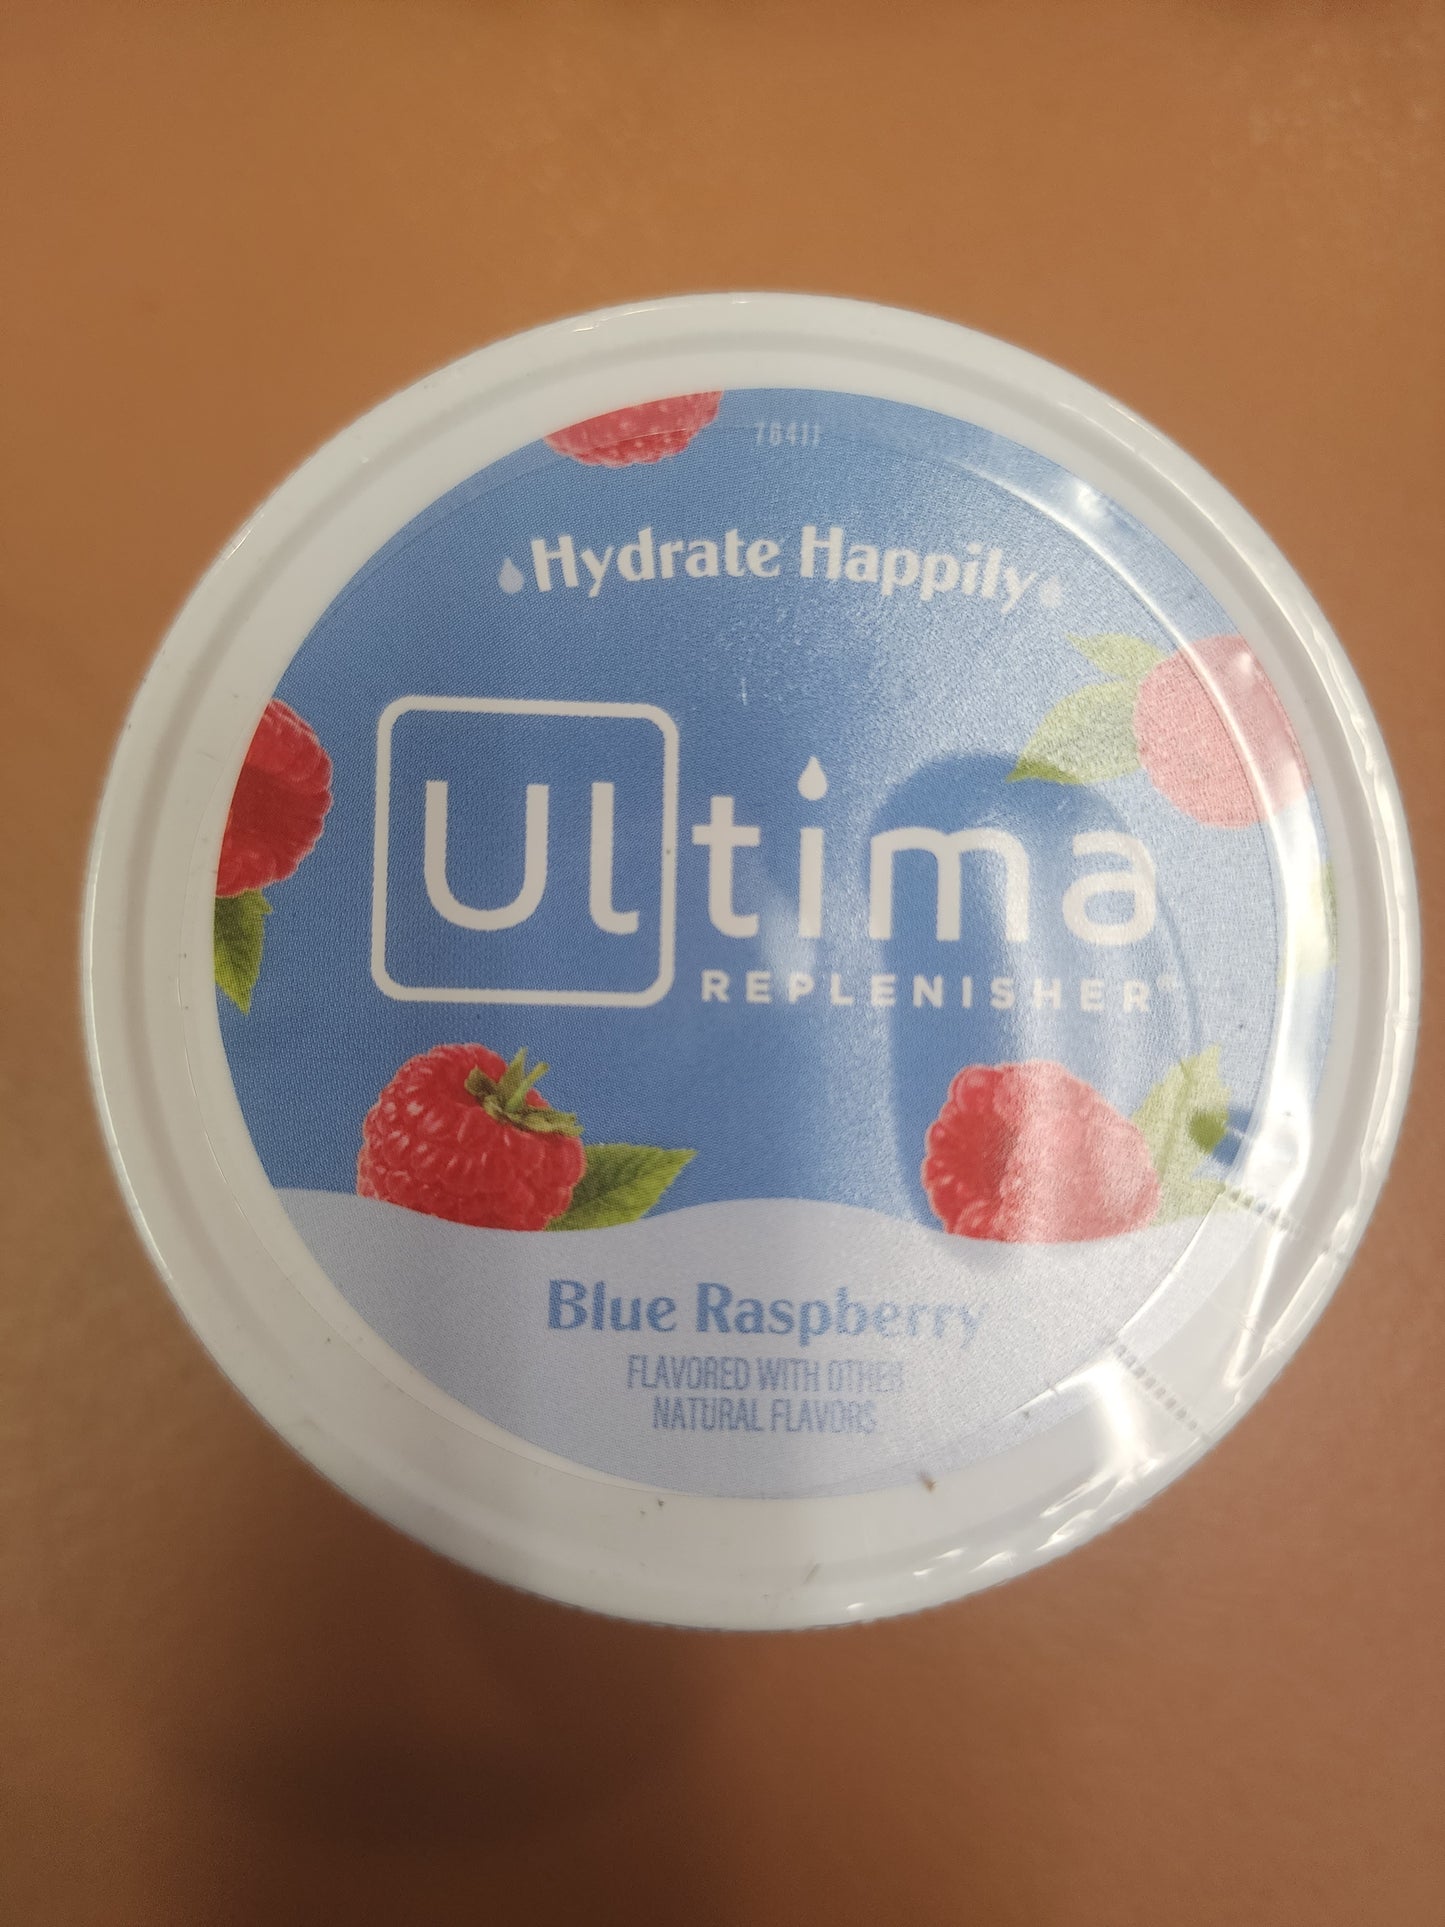 76411
Hydrate Happily
Ultima
REPLENISHER®
Blue Raspberry
FLAVORED WITH OTHER
NATURAL FLAVORS